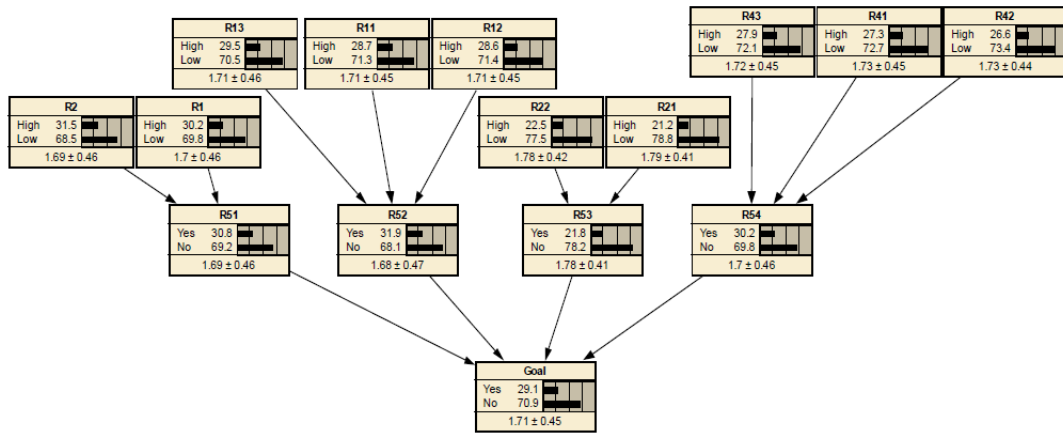 R13
High 29.5
Low 70.5
1.71 ± 0.46
R11
High 28.7
Low 71.3
1.71 ± 0.45
R12
High 28.6
Low 71.4
1.71 ± 0.45
R43
High 27.9
Low 72.1
1.72 ± 0.45
R41
High 27.3
Low 72.7
1.73 ± 0.45
R42
High 26.6
Low 73.4
1.73 ± 0.44
R2
High 31.5
Low 68.5
1.69 ± 0.46
R1
High 30.2
Low 69.8
1.7 ± 0.46
R22
High 22.5
Low 77.5
1.78 ± 0.42
R21
High 21.2
Low 78.8
1.79 ± 0.41
R51
Yes 30.8
No 69.2
1.69 ± 0.46
R52
Yes 31.9
No 68.1
1.68 ± 0.47
R53
Yes 21.8
No 78.2
1.78 ± 0.41
R54
Yes 30.2
No 69.8
1.7 ± 0.46
Goal
Yes 29.1
No 70.9
1.71 ± 0.45